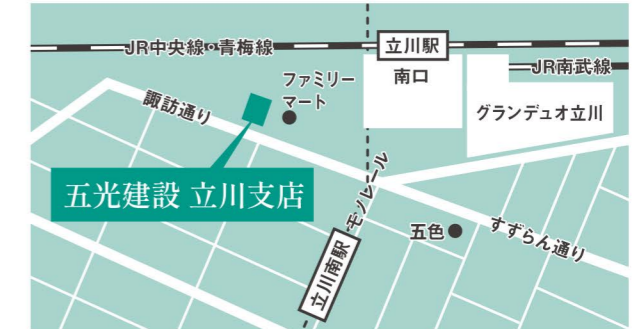 JR中央線・青梅線
立川駅
南口
JR南武線
ファミリー
マート
グランデュオ立川
諏訪通り
五光建設 立川支店
モノレール
五色
すずらん通り
立川南駅